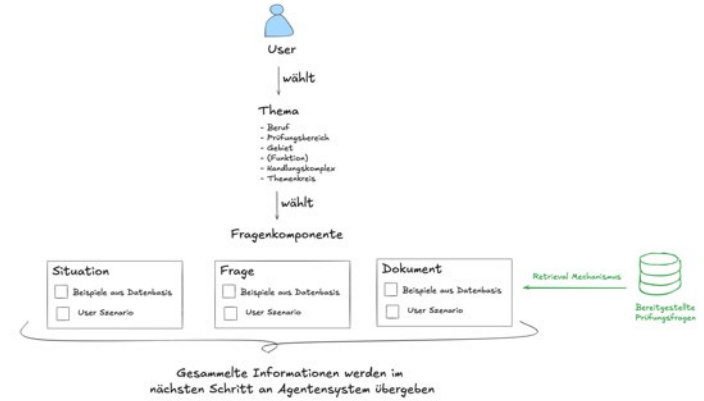 User
wählt
Thema
- Beruf
- Prüfungsbereich
- Gebiet
- (Funktion)
- Handlungskomplex
- Themenkreis
wählt
Fragenkomponente
Situation
Beispiele aus Datenbasis
User Szenario
Frage
Beispiele aus Datenbasis
User Szenario
Dokument
Beispiele aus Datenbasis
User Szenario
Retrieval Mechanismus
Bereitgestellte
Prüfungsfragen
Gesammelte Informationen werden im
nächsten Schritt an Agentensystem übergeben